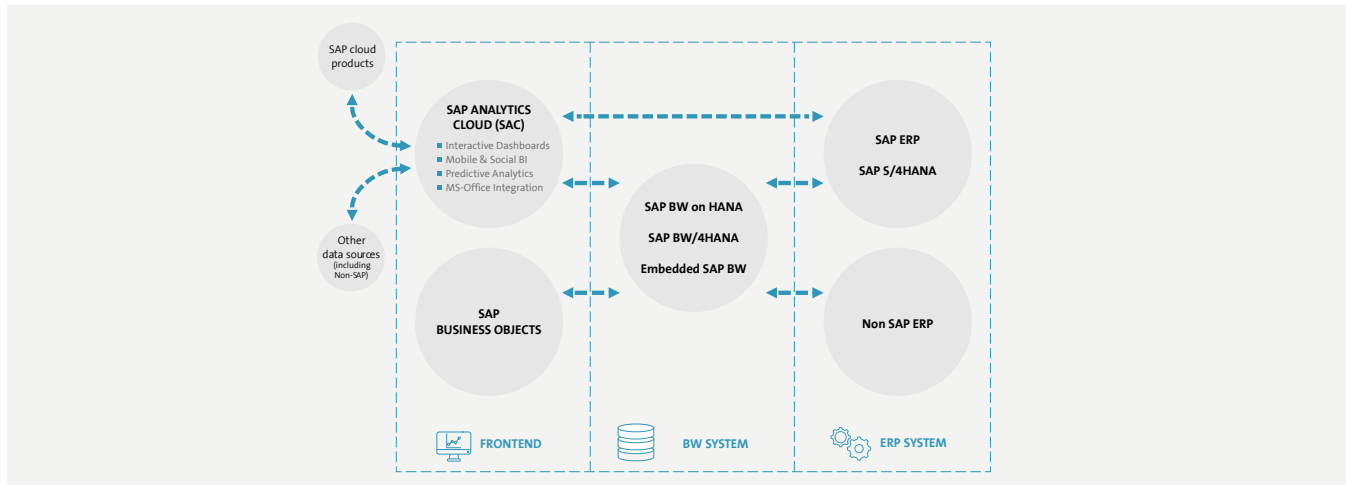 SAP cloud
products
SAP ANALYTICS
CLOUD (SAC)
Interactive Dashboards
Mobile & Social BI
Predictive Analytics
MS-Office Integration
Other
data sources
(including
Non-SAP)
SAP
BUSINESS OBJECTS
SAP BW on HANA
SAP BW/4HANA
Embedded SAP BW
SAP ERP
SAP S/4HANA
Non SAP ERP
FRONTEND
BW SYSTEM
ERP SYSTEM